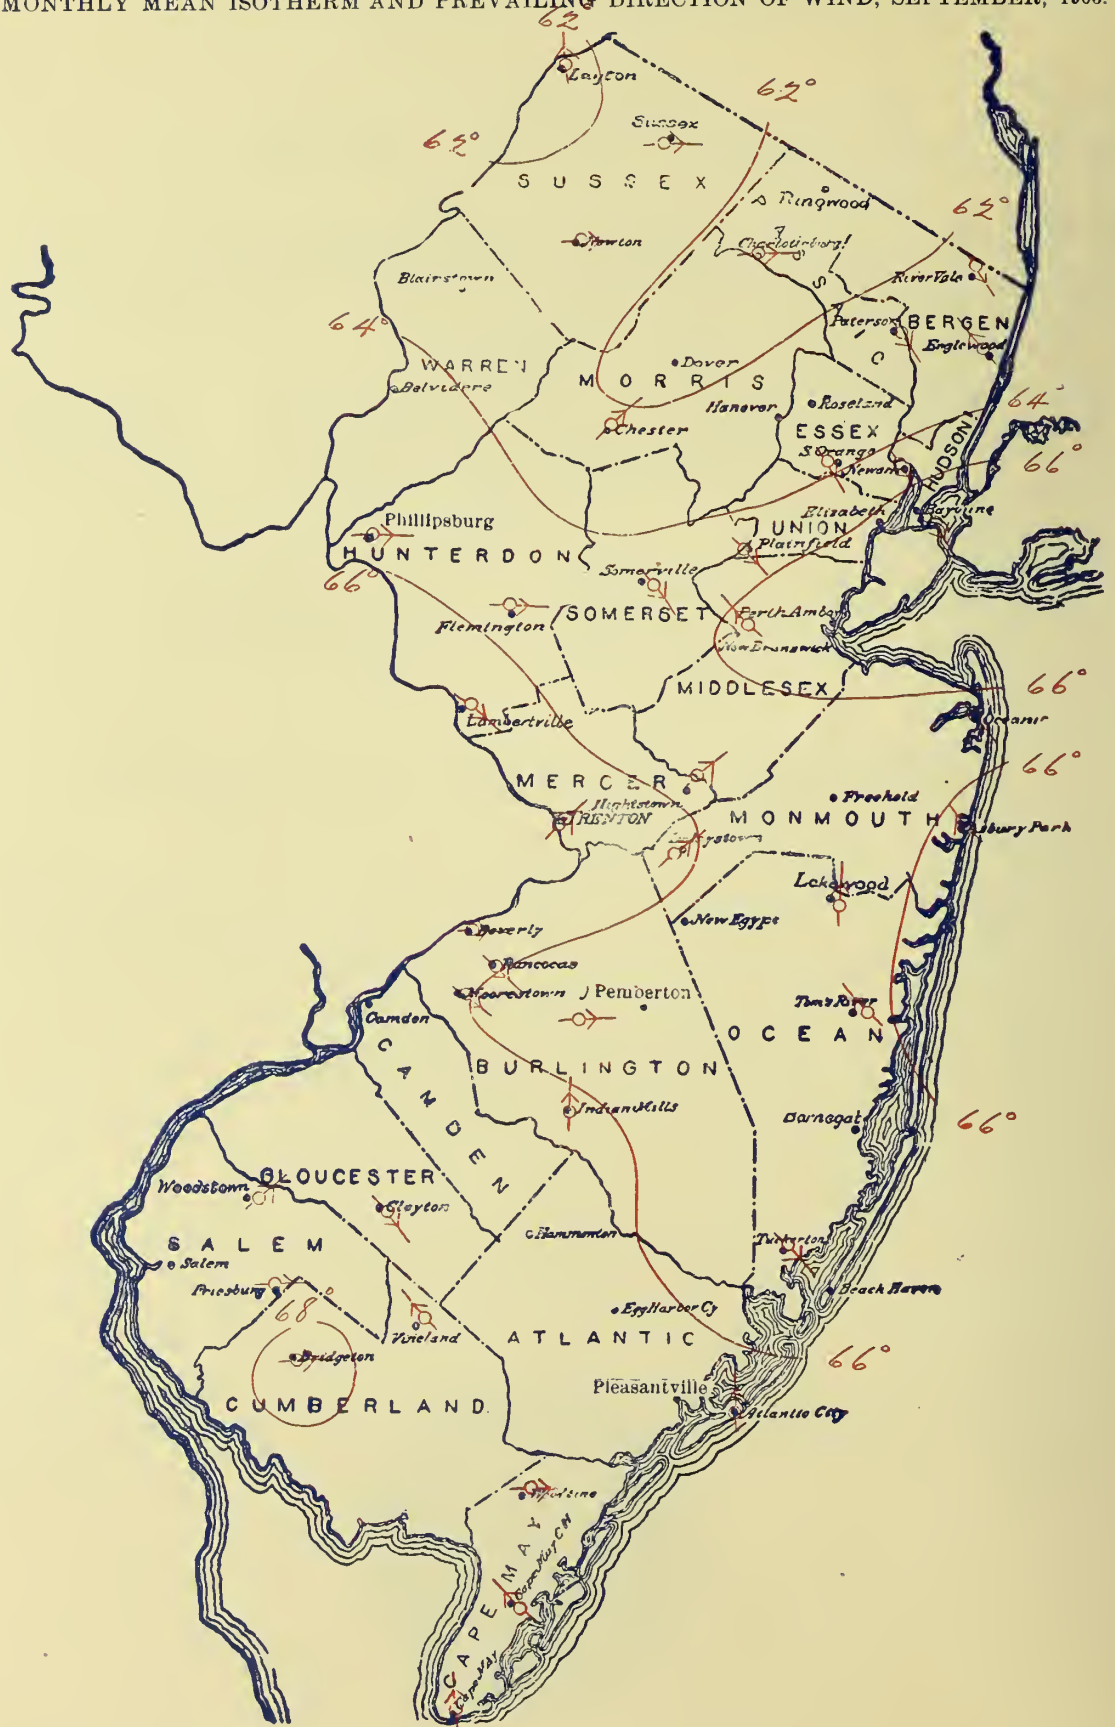 MONTHLY MEAN ISOTHERM AND PREVAILING DIRECTION OF WIND, SEPTEMBER,
62°
Layton
62°
Sussex
62°
SUSSEX
Ringwood
62°
Newton
Charlotteburg
River Vale
Blairstown
S
64°
Paterson
BERGEN
Englewood
WARREN
C
Dover
Belvidere
MORRIS
Hanover
Roseland
64
Chester
ESSEX
HUDSON
S. Orange
Newark
66°
Elizabeth
Bayonne
Phillipsburg
UNION
Plainfield
HUNTERDON
Somerville
66°
SOMERSET
Perth Amboy
Flemington
New Brunswick
MIDDLESEX
66°
Lambertville
Oceanic
66°
MERCER
Freehold
Hightstown
TRENTON
MONMOUTH
Asbury Park
Imlaystown
Lakewood
New Egypt
Beverly
Rancocas
Moorestown
Pemberton
Tom's River
Camden
OCEAN
CAMDEN
BURLINGTON
Indian Mills
66°
Barnegat
GLOUCESTER
Woodstown
Clayton
Hammonton
Tuckerton
SALEM
Salem
Friesburg
Beach Haven
68°
Egg Harbor Cy
Vineland
ATLANTIC
Bridgeton
66°
Pleasantville
CUMBERLAND
Atlantic City
Woodbine
CAPE MAY
Cape May C H
Cape May